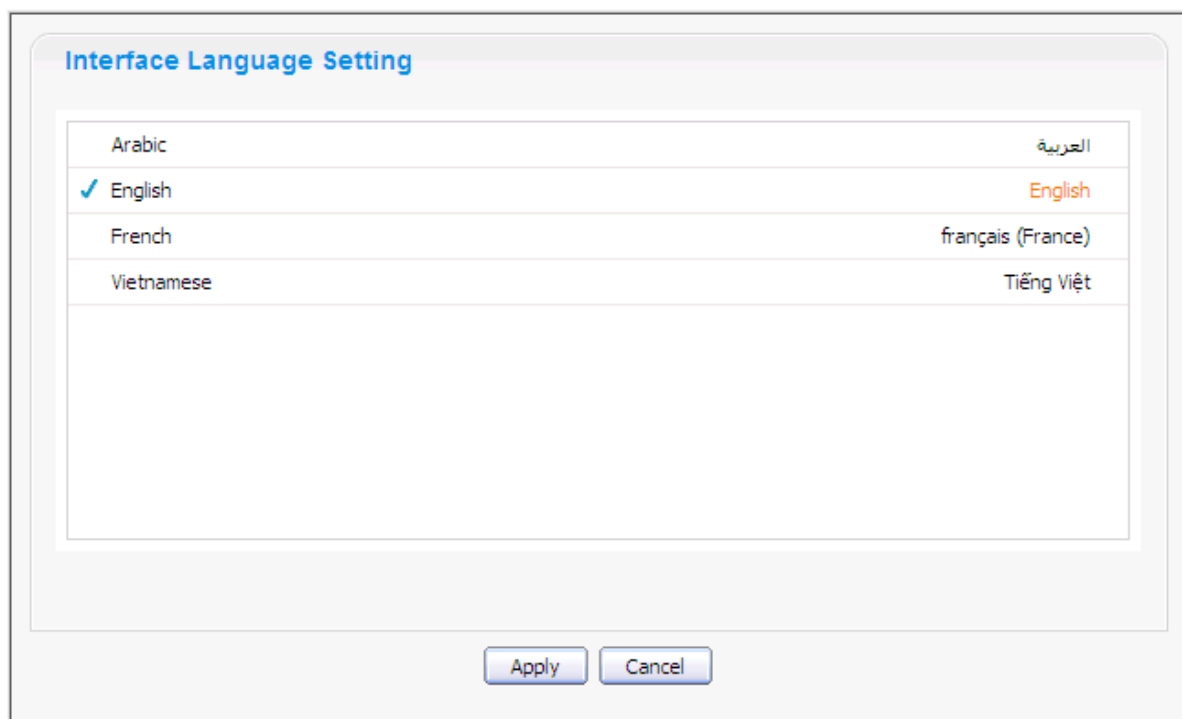 Interface Language Setting
Arabic العربية
English English
French français (France)
Vietnamese Tiếng Việt
Apply Cancel